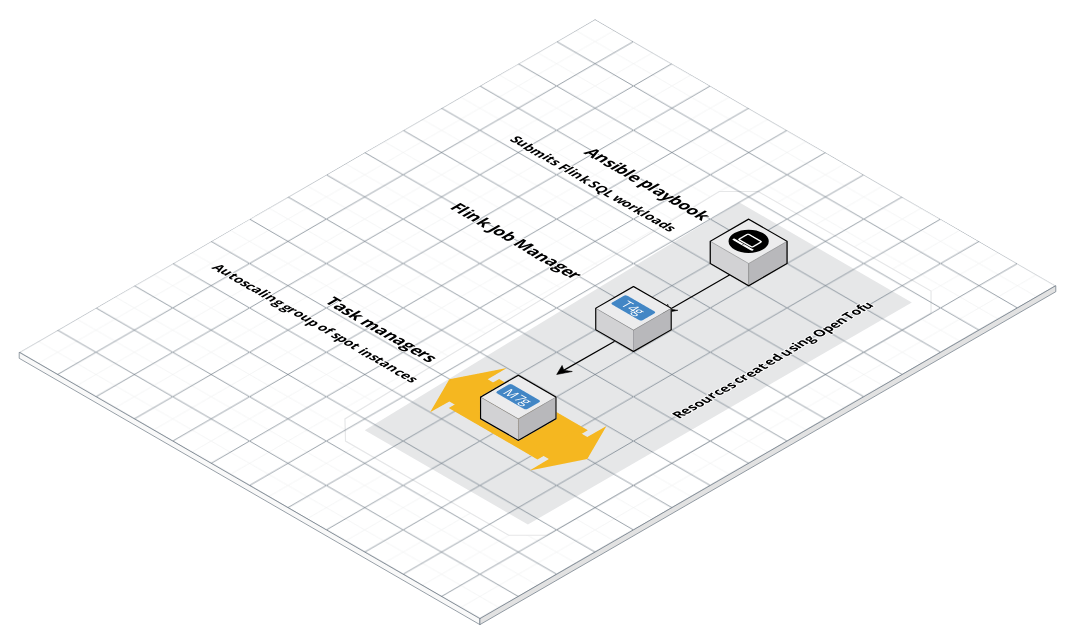 Ansible playbook
Submits Flink SQL workloads
Flink Job Manager
T4g
Task managers
Autoscaling group of spot instances
M7g
Resources created using OpenTofu